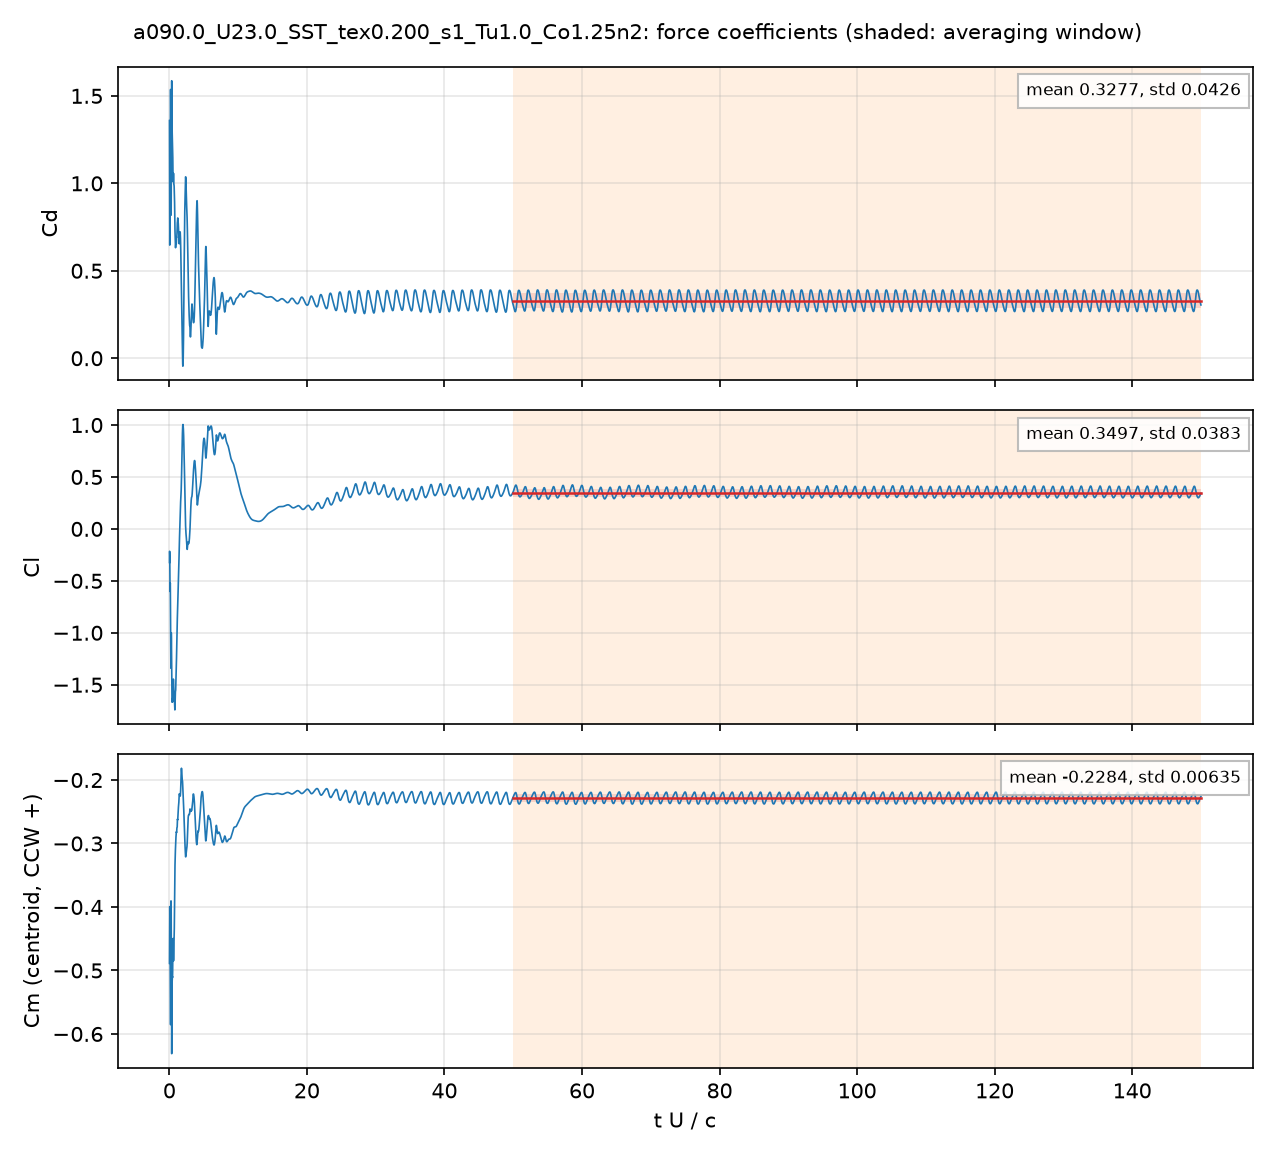 a090.0_U23.0_SST_tex0.200_s1_Tu1.0_Co1.25n2: force coefficients (shaded: averaging window)
mean 0.3277, std 0.0426
1.5
1.0
0.5
0.0
Cd
mean 0.3497, std 0.0383
1.0
0.5
0.0
−0.5
−1.0
−1.5
Cl
mean -0.2284, std 0.00635
−0.2
−0.3
−0.4
−0.5
−0.6
Cm (centroid, CCW +)
0 20 40 60 80 100 120 140
t U / c